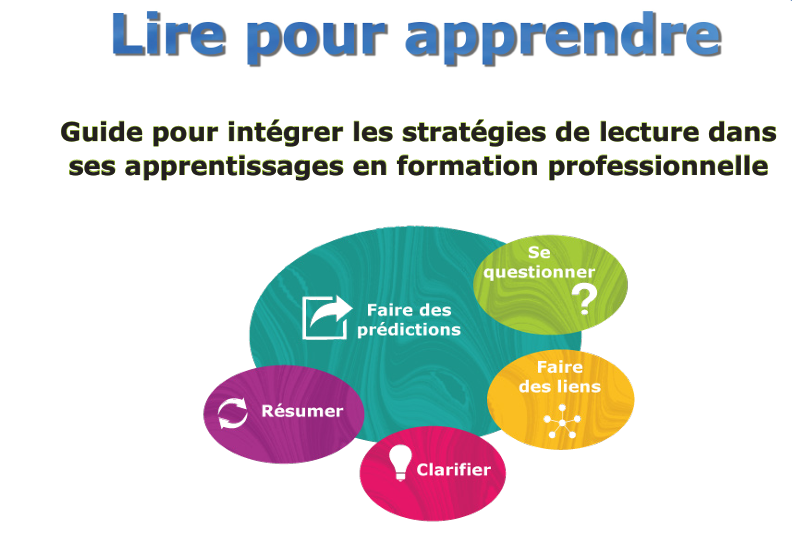 Lire pour apprendre
Guide pour intégrer les stratégies de lecture dans
ses apprentissages en formation professionnelle
Se
questionner
?
Faire des
prédictions
Faire
des liens
Résumer
Clarifier